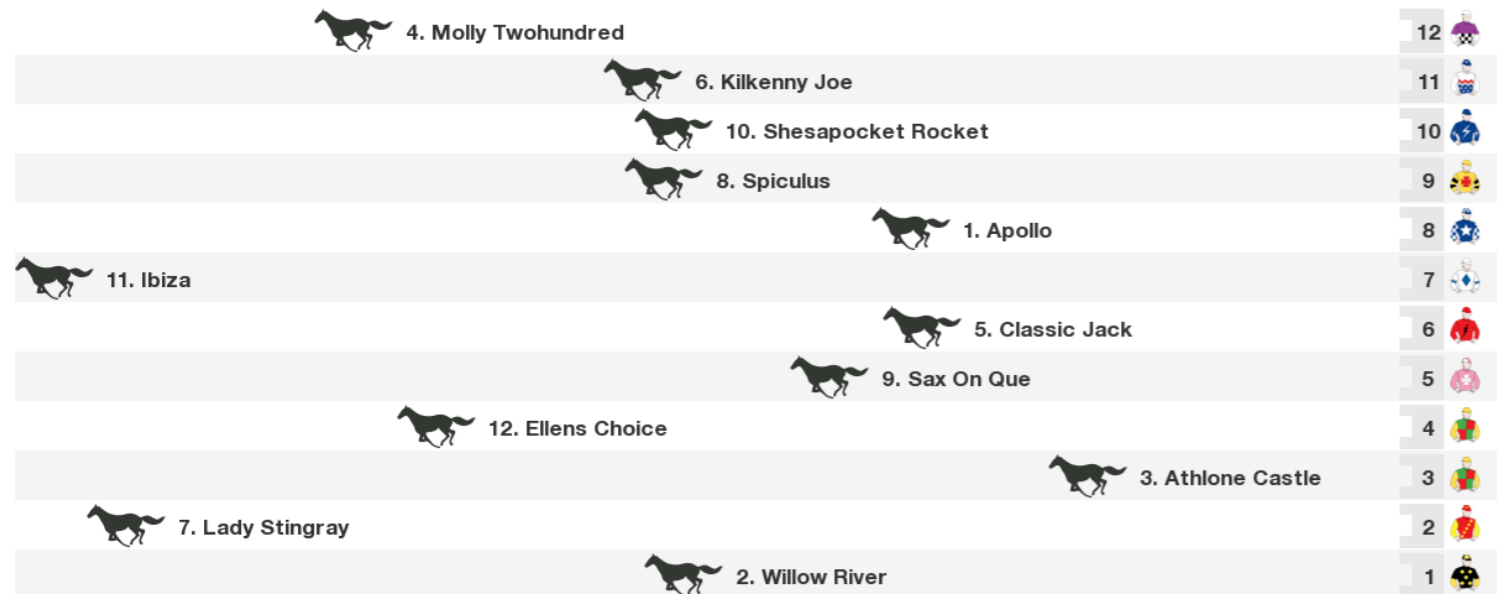 4. Molly Twohundred 12
6. Kilkenny Joe 11
10. Shesapocket Rocket 10
8. Spiculus 9
1. Apollo 8
11. Ibiza 7
5. Classic Jack 6
9. Sax On Que 5
12. Ellens Choice 4
3. Athlone Castle 3
7. Lady Stingray 2
2. Willow River 1